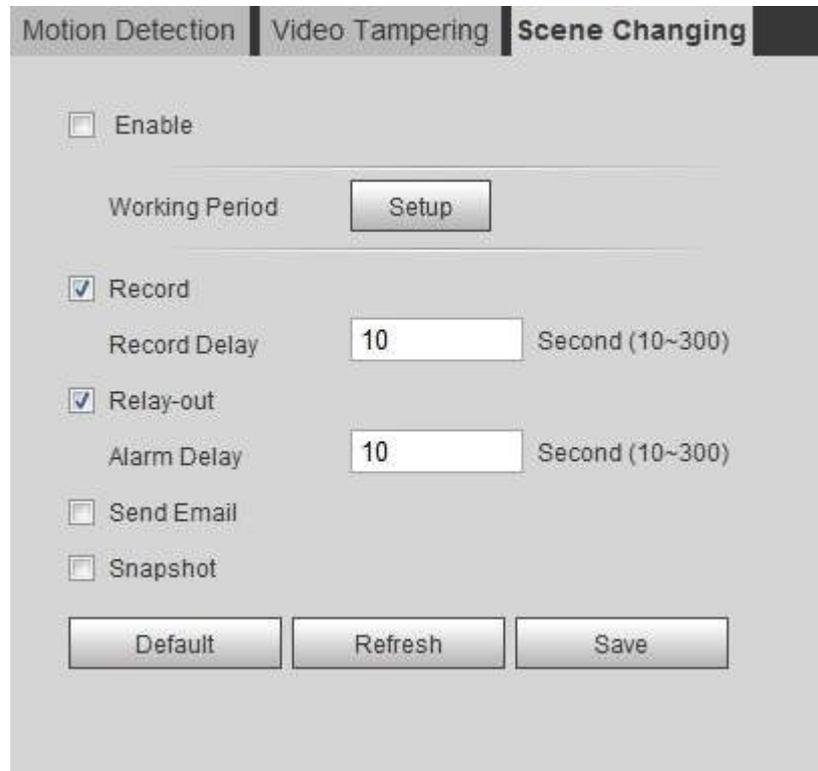 Motion Detection Video Tampering Scene Changing
Enable
Working Period Setup
Record
Record Delay 10 Second (10~300)
Relay-out
Alarm Delay 10 Second (10~300)
Send Email
Snapshot
Default Refresh Save